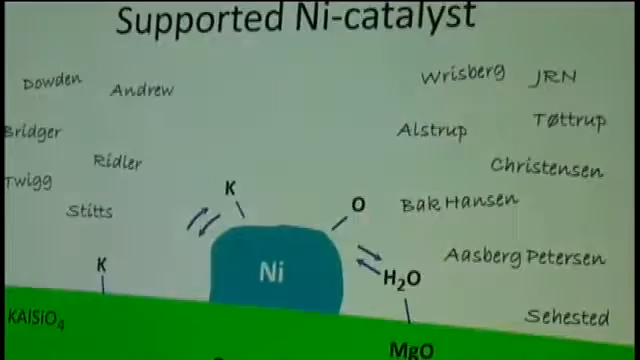 Supported Ni-catalyst
Dowden
Andrew
Wrisberg
JRN
Bridger
Alstrup
Tøttrup
Ridler
Christensen
Twigg
K
Stitts
O
Bak Hansen
K
Ni
H₂O
Aasberg Petersen
KAlSiO₄
Sehested
MgO